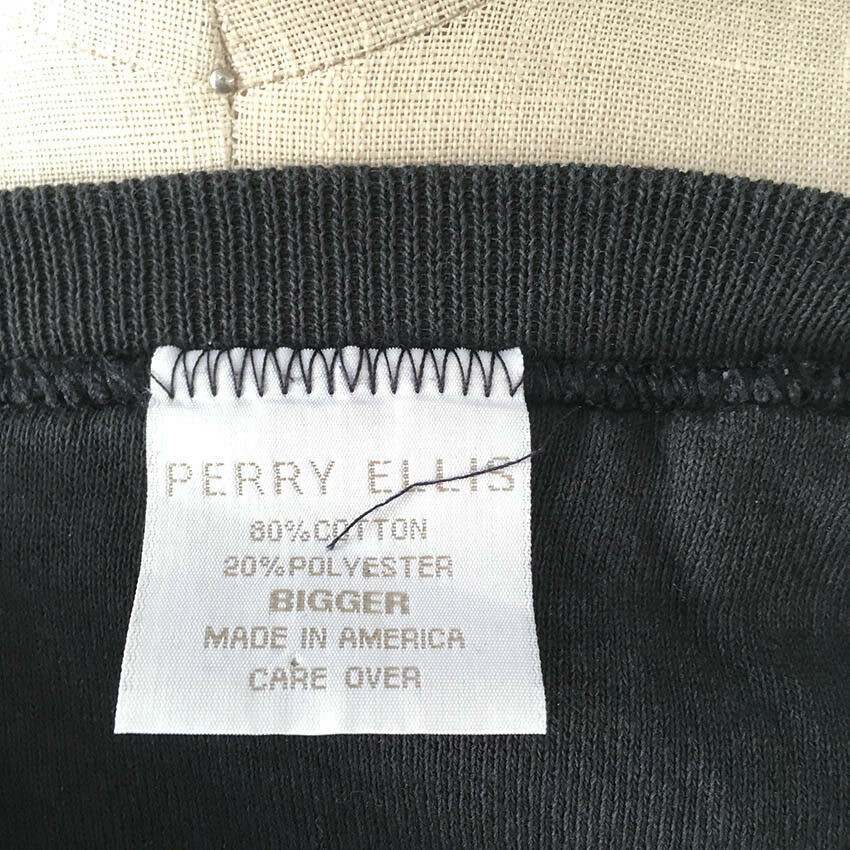 PERRY ELLIS
80%COTTON
20%POLYESTER
BIGGER
MADE IN AMERICA
CARE OVER